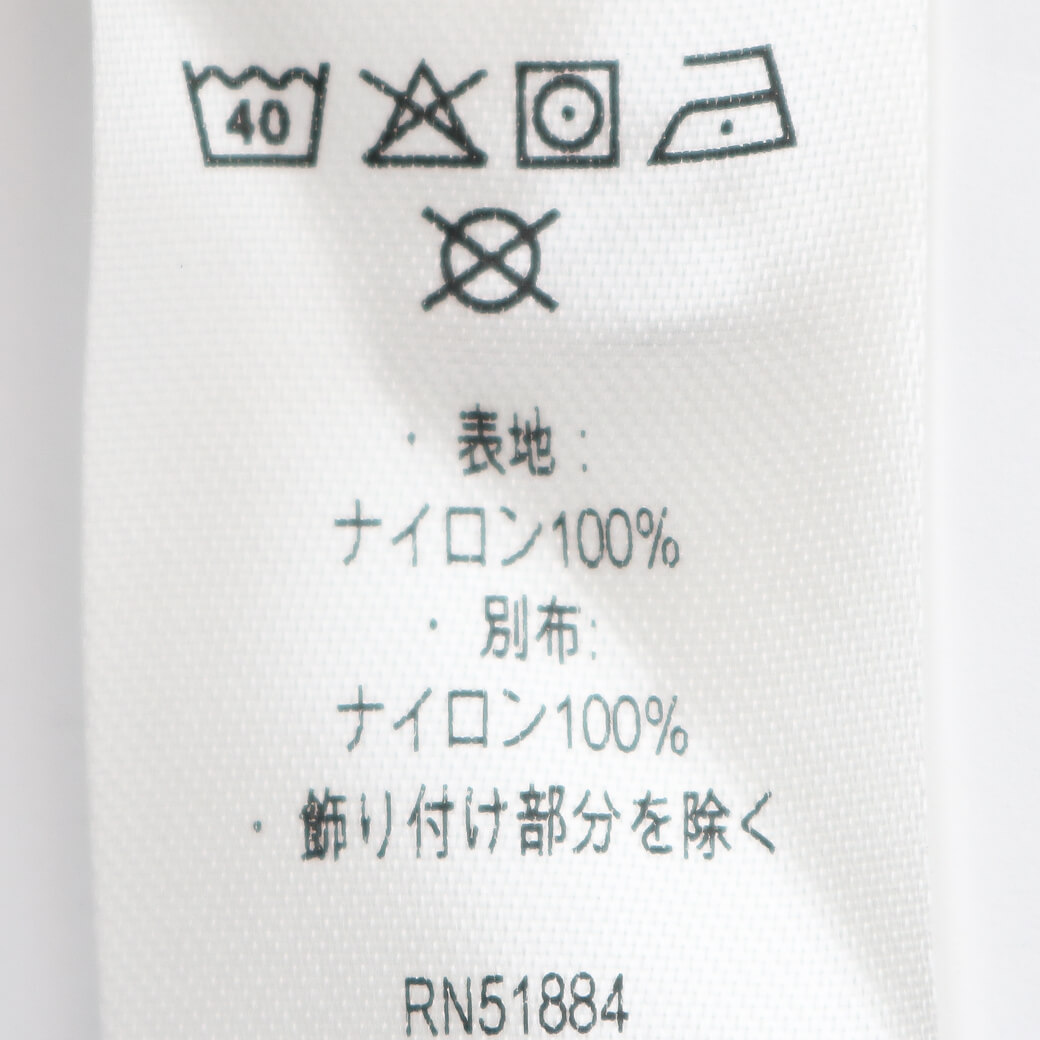 40
・ 表地：
ナイロン100%
・ 別布:
ナイロン100%
・ 飾り付け部分を除く
RN51884